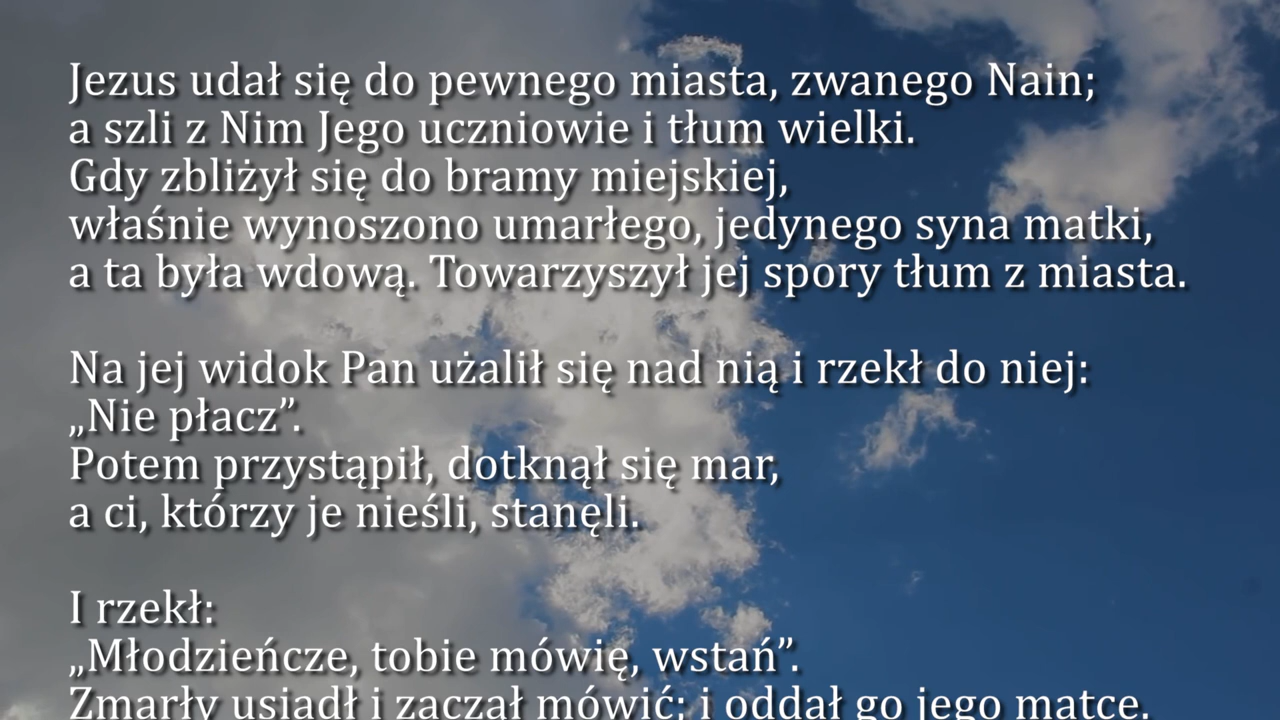 Jezus udał się do pewnego miasta, zwanego Nain;
a szli z Nim Jego uczniowie i tłum wielki.
Gdy zbliżył się do bramy miejskiej,
właśnie wynoszono umarłego, jedynego syna matki,
a ta była wdową. Towarzyszył jej spory tłum z miasta.
Na jej widok Pan użalił się nad nią i rzekł do niej:
„Nie płacz”.
Potem przystąpił, dotknął się mar,
a ci, którzy je nieśli, stanęli.
I rzekł:
„Młodzieńcze, tobie mówię, wstań”.
Zmarły usiadł i zaczął mówić; i oddał go jego matce.